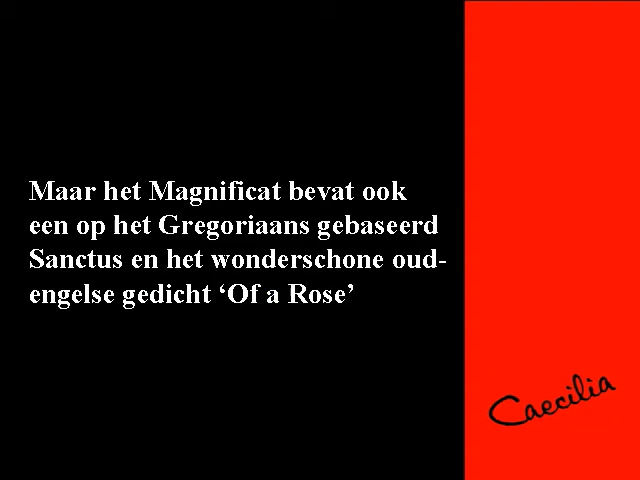 Maar het Magnificat bevat ook
een op het Gregoriaans gebaseerd
Sanctus en het wonderschone oud-
engelse gedicht ‘Of a Rose’
Caecilia